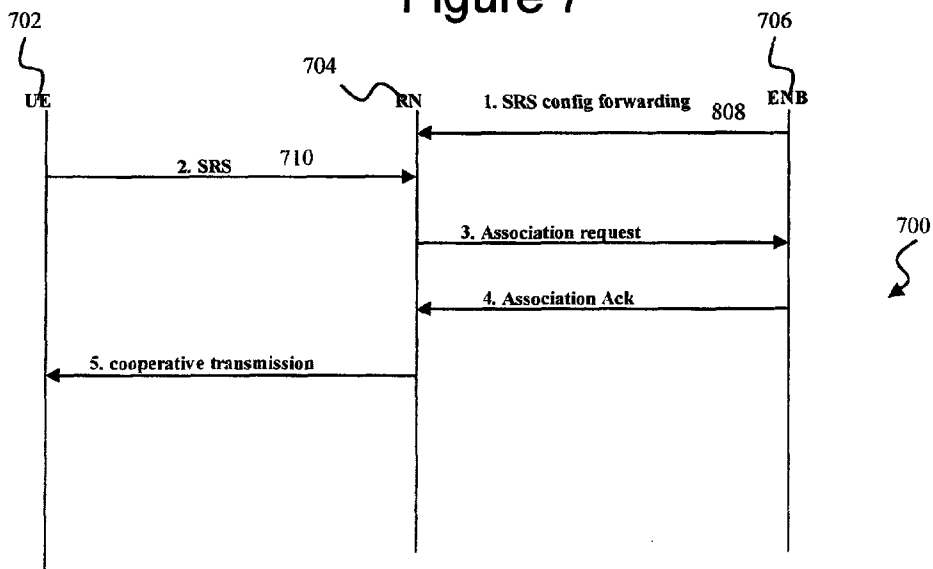 Figure 7
702
706
704
UE
RN
1. SRS config forwarding
808
ENB
2. SRS
710
3. Association request
700
4. Association Ack
5. cooperative transmission